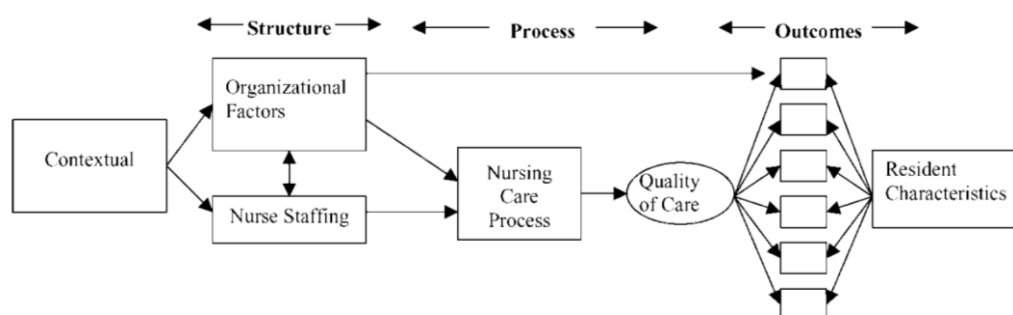 Structure
Process
Outcomes
Organizational
Factors
Contextual
Nurse Staffing
Nursing
Care
Process
Quality
of Care
Resident
Characteristics